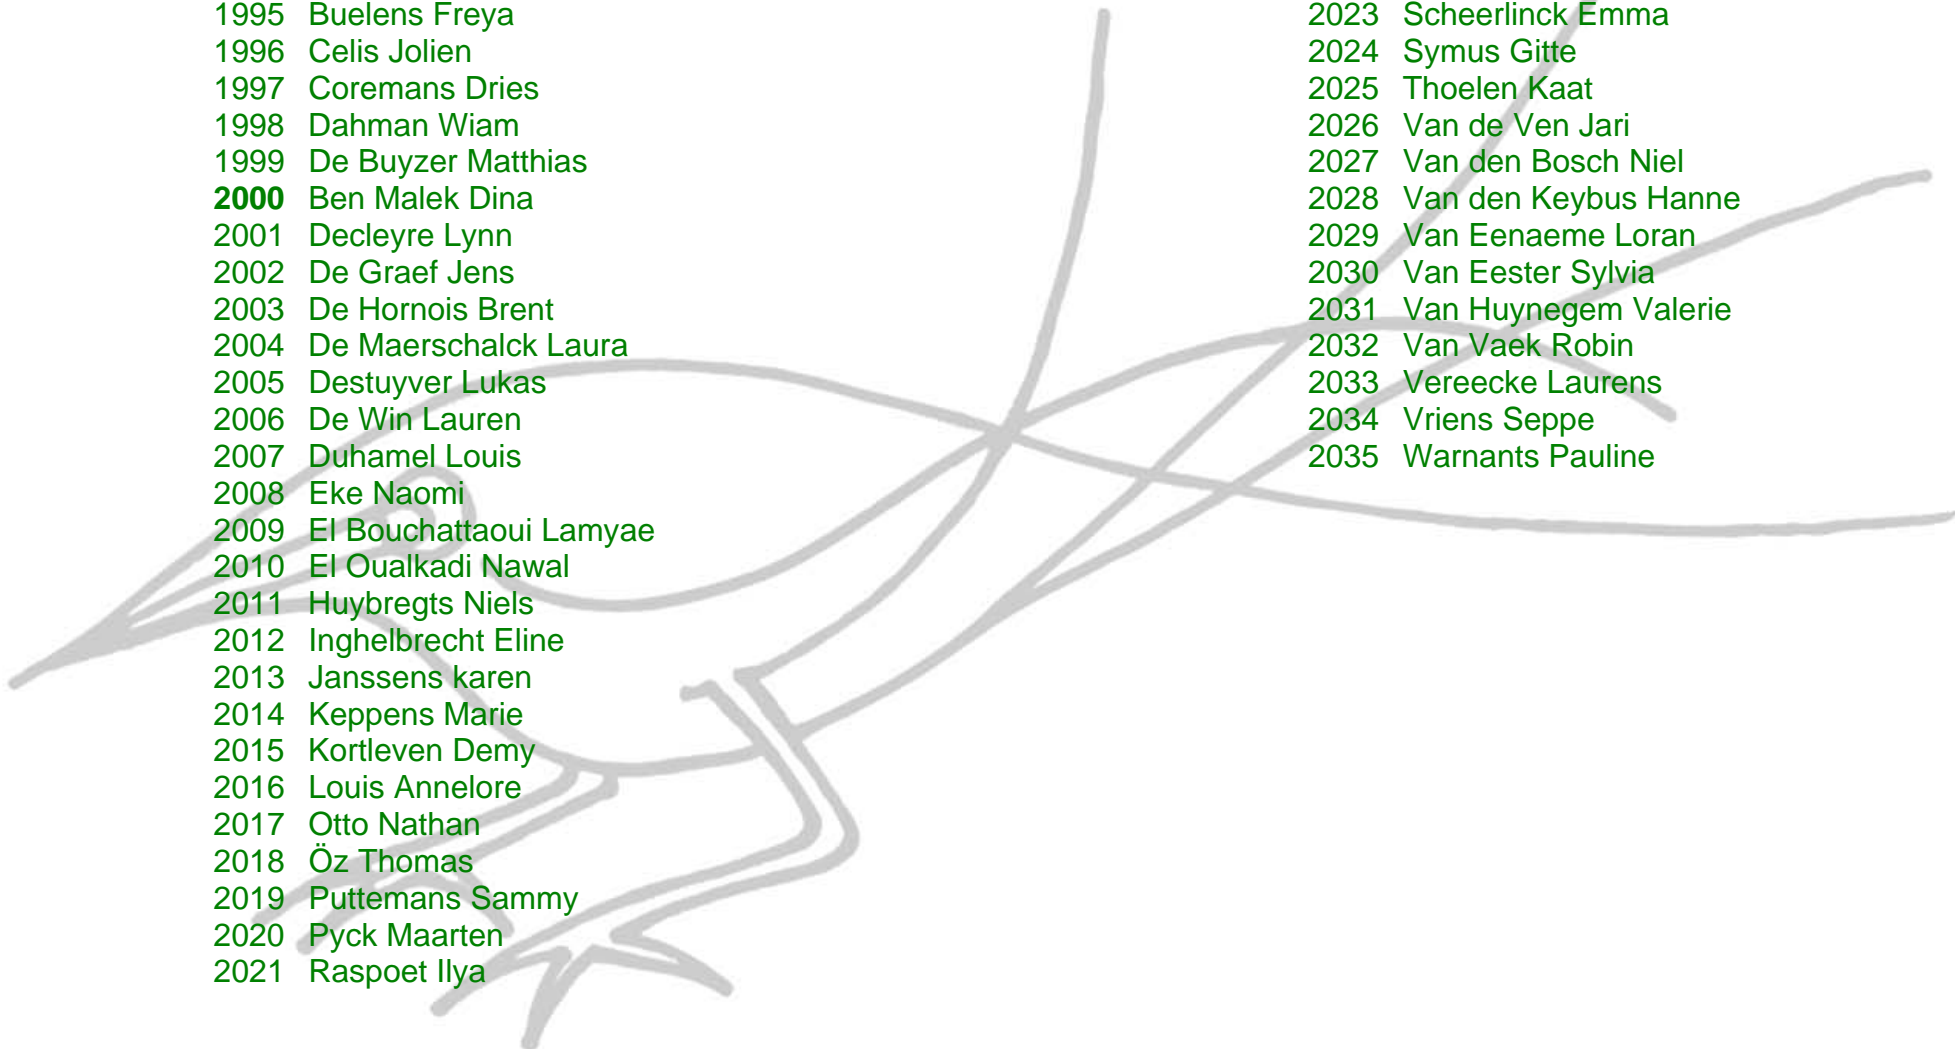 1995 Buelens Freya
1996 Celis Jolien
1997 Coremans Dries
1998 Dahman Wiam
1999 De Buyzer Matthias
2000 Ben Malek Dina
2001 Decleyre Lynn
2002 De Graef Jens
2003 De Hornois Brent
2004 De Maerschalck Laura
2005 Destuyver Lukas
2006 De Win Lauren
2007 Duhamel Louis
2008 Eke Naomi
2009 El Bouchattaoui Lamyae
2010 El Oualkadi Nawal
2011 Huybregts Niels
2012 Inghelbrecht Eline
2013 Janssens karen
2014 Keppens Marie
2015 Kortleven Demy
2016 Louis Annelore
2017 Otto Nathan
2018 Öz Thomas
2019 Puttemans Sammy
2020 Pyck Maarten
2021 Raspoet Ilya
2023 Scheerlinck Emma
2024 Symus Gitte
2025 Thoelen Kaat
2026 Van de Ven Jari
2027 Van den Bosch Niel
2028 Van den Keybus Hanne
2029 Van Eenaeme Loran
2030 Van Eester Sylvia
2031 Van Huynegem Valerie
2032 Van Vaek Robin
2033 Vereecke Laurens
2034 Vriens Seppe
2035 Warnants Pauline